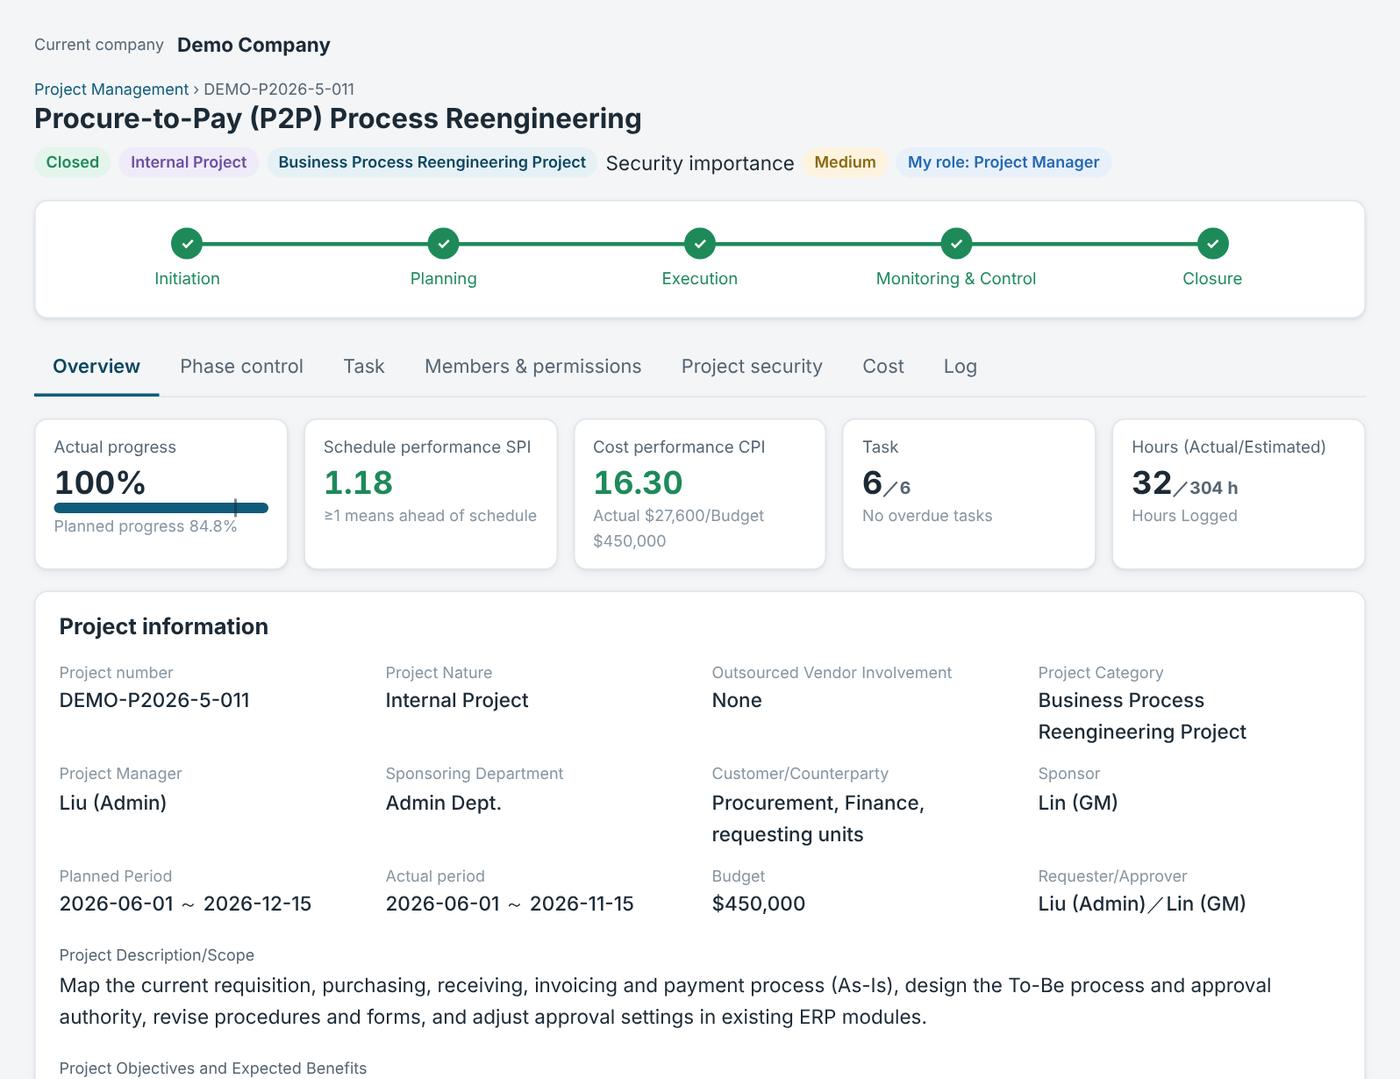 Current company Demo Company
Project Management › DEMO-P2026-5-011
Procure-to-Pay (P2P) Process Reengineering
Closed Internal Project Business Process Reengineering Project Security importance Medium My role: Project Manager
Initiation Planning Execution Monitoring & Control Closure
Overview Phase control Task Members & permissions Project security Cost Log
Actual progress
100%
Planned progress 84.8%
Schedule performance SPI
1.18
≥1 means ahead of schedule
Cost performance CPI
16.30
Actual $27,600/Budget
$450,000
Task
6／6
No overdue tasks
Hours (Actual/Estimated)
32／304 h
Hours Logged
Project information
Project number
DEMO-P2026-5-011
Project Nature
Internal Project
Outsourced Vendor Involvement
None
Project Category
Business Process
Reengineering Project
Project Manager
Liu (Admin)
Sponsoring Department
Admin Dept.
Customer/Counterparty
Procurement, Finance,
requesting units
Sponsor
Lin (GM)
Planned Period
2026-06-01 ～ 2026-12-15
Actual period
2026-06-01 ～ 2026-11-15
Budget
$450,000
Requester/Approver
Liu (Admin)／Lin (GM)
Project Description/Scope
Map the current requisition, purchasing, receiving, invoicing and payment process (As-Is), design the To-Be process and approval
authority, revise procedures and forms, and adjust approval settings in existing ERP modules.
Project Objectives and Expected Benefits